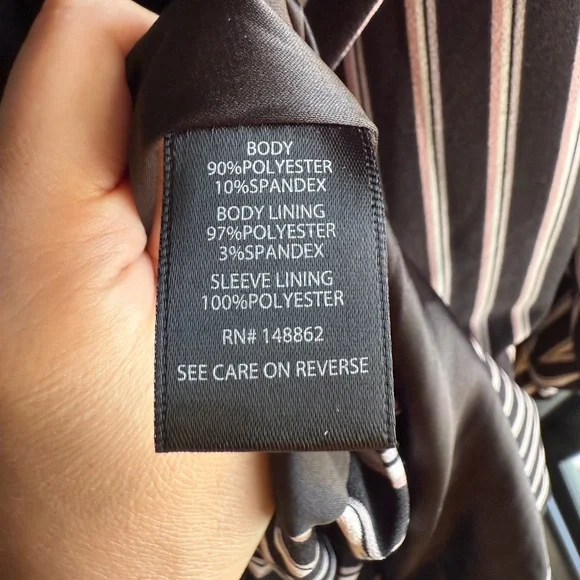 BODY
90%POLYESTER
10%SPANDEX
BODY LINING
97%POLYESTER
3%SPANDEX
SLEEVE LINING
100%POLYESTER
RN# 148862
SEE CARE ON REVERSE